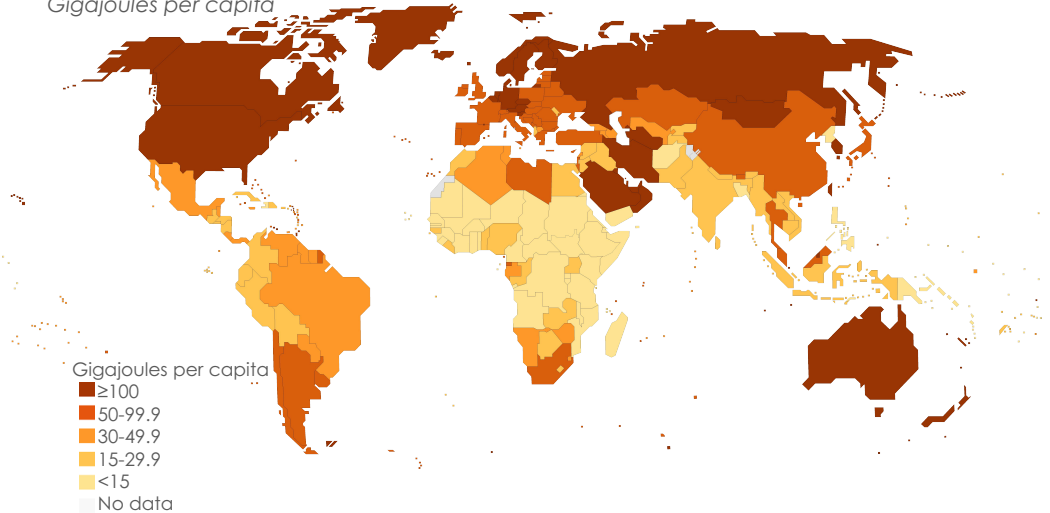 Gigajoules per capita
Gigajoules per capita
≥100
50-99.9
30-49.9
15-29.9
<15
No data